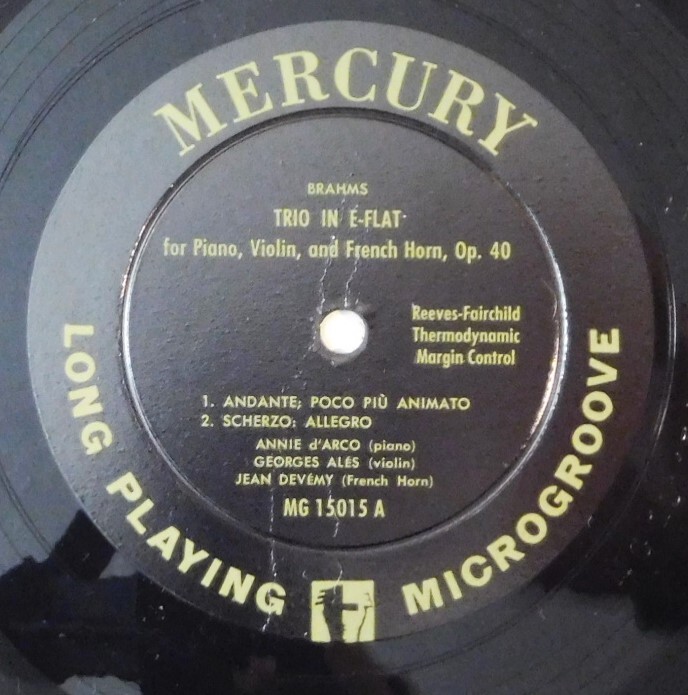 MERCURY
BRAHMS
TRIO IN E-FLAT
for Piano, Violin, and French Horn, Op. 40
Reeves-Fairchild
Thermodynamic
Margin Control
1. ANDANTE; POCO PIÙ ANIMATO
2. SCHERZO: ALLEGRO
ANNIE d'ARCO (piano)
GEORGES ALÉS (violin)
JEAN DEVÉMY (French Horn)
MG 15015 A
LONG PLAYING MICROGROOVE